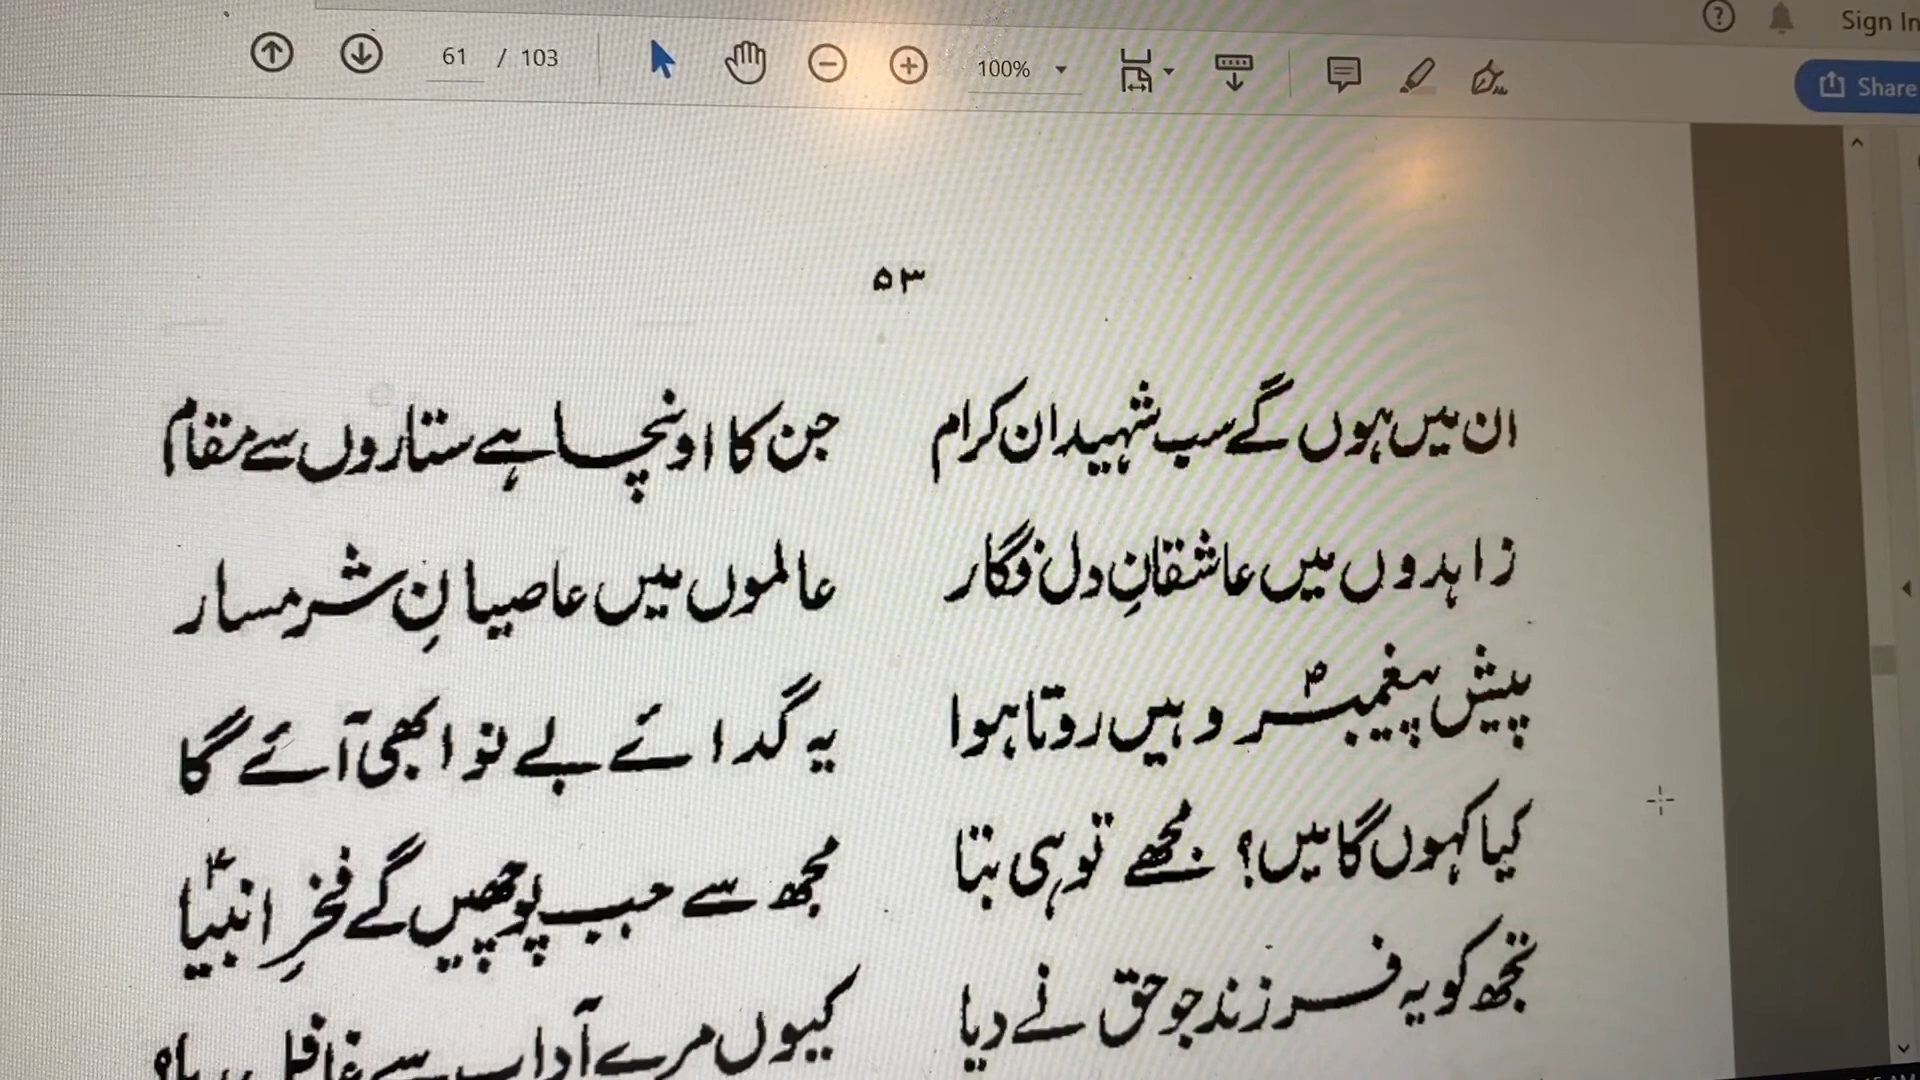 Sign In
61 / 103
100%
Share
۵۳
ان میں ہوں گے سب شہیدان کرام جن کا اونچا ہے ستاروں سے مقام
زاہدوں میں عاشقانِ دل فگار عالموں میں عاصیانِ شرمسار
پیش پیغمبرؐ وہیں روتا ہوا یہ گدائے بے نوا بھی آئے گا
کیا کہوں گا میں؟ مجھے تو ہی بتا مجھ سے جب پوچھیں گے فخرِ انبیاؑ
تجھ کو یہ فرزند جو حق نے دیا کیوں مرے آداب سے غافل رہا؟